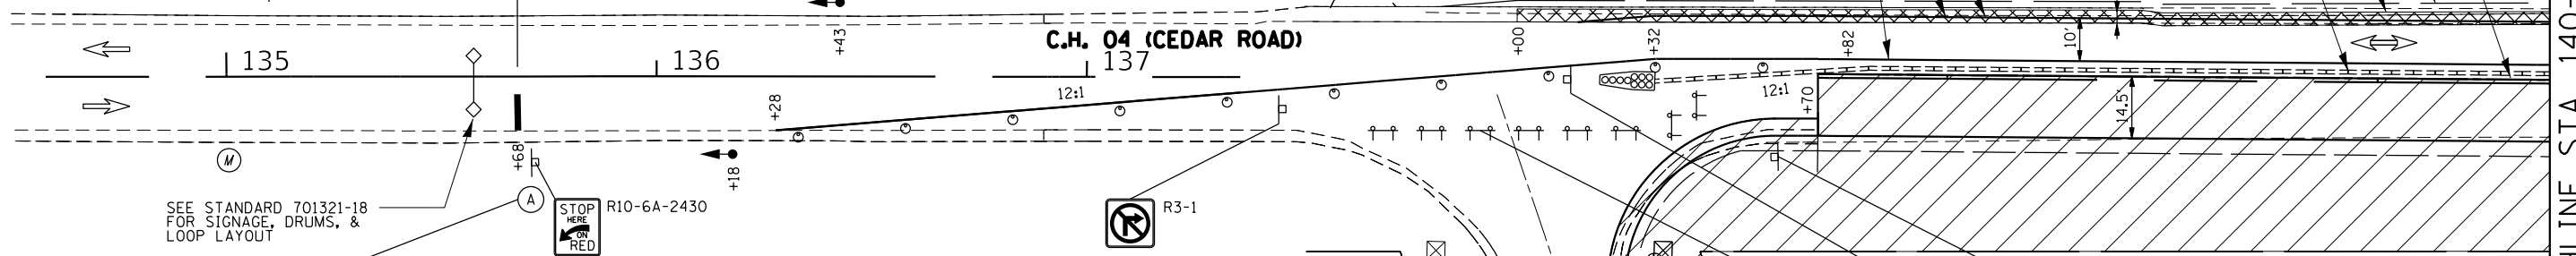 C.H. 04 (CEDAR ROAD)
135
136
137
+43
+00
+32
+82
10'
+28
12:1
12:1
+70
14.5'
+68
+18
M
A
SEE STANDARD 701321-18
FOR SIGNAGE, DRUMS, &
LOOP LAYOUT
STOP
HERE
ON
RED
R10-6A-2430
R3-1
STA 140